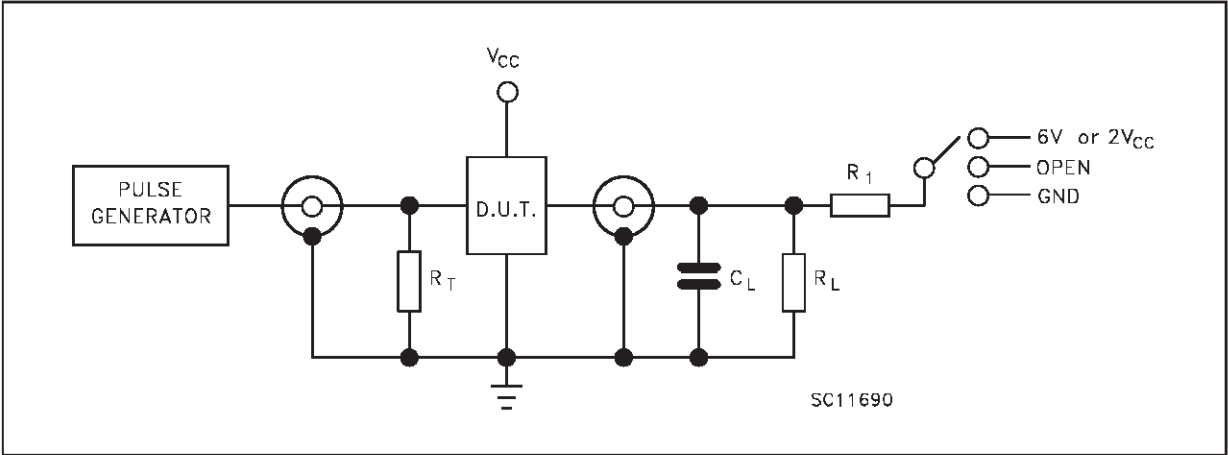 VCC
PULSE
GENERATOR
D.U.T.
R1
6V or 2VCC
OPEN
GND
RT
CL
RL
SC11690